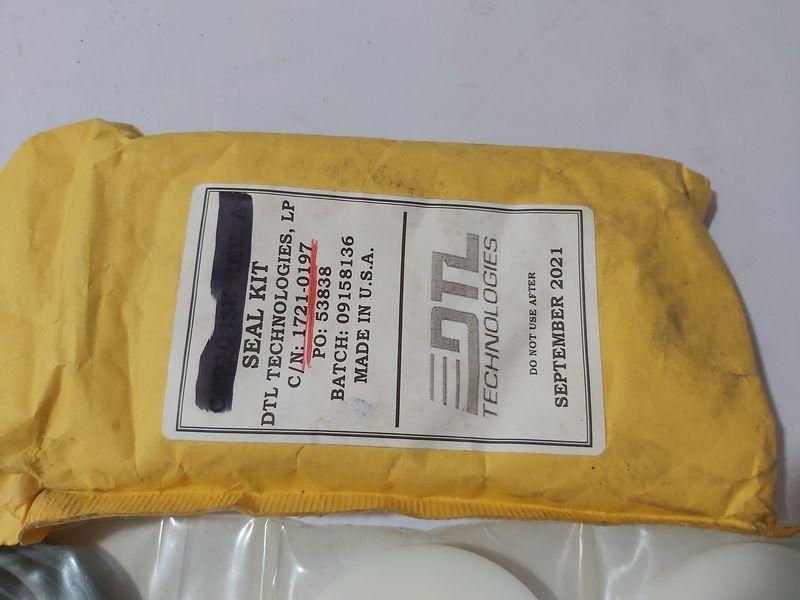 SEAL KIT
DTL TECHNOLOGIES, LP
C/N: 1721-0197
PO: 53838
BATCH: 09158136
MADE IN U.S.A.
DTL
TECHNOLOGIES
DO NOT USE AFTER
SEPTEMBER 2021